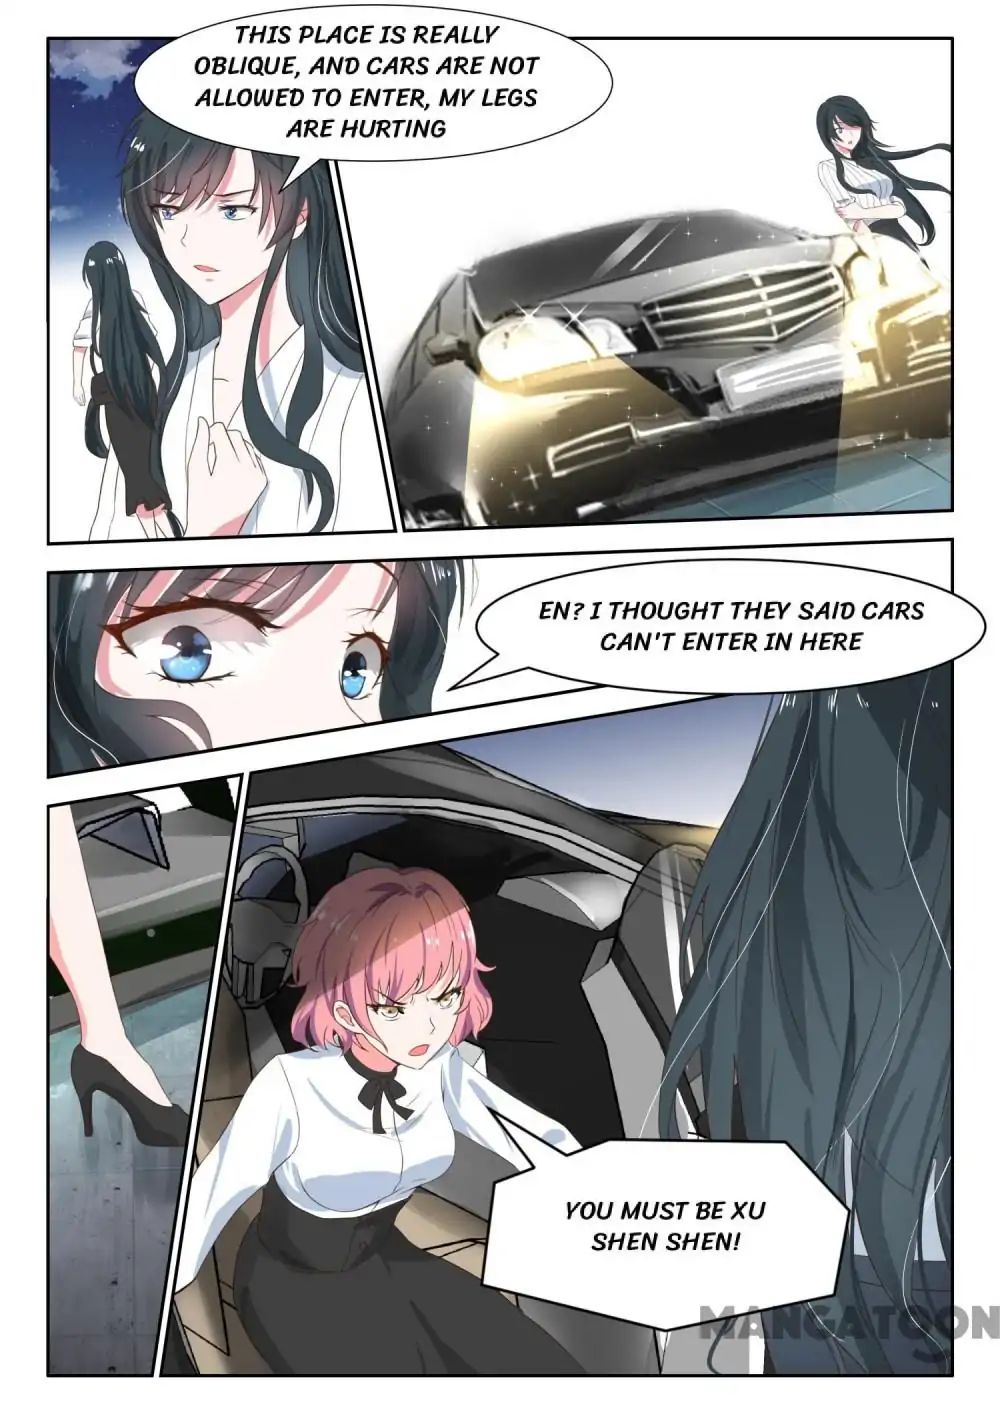 THIS PLACE IS REALLY
OBLIQUE, AND CARS ARE NOT
ALLOWED TO ENTER, MY LEGS
ARE HURTING
EN? I THOUGHT THEY SAID CARS
CAN'T ENTER IN HERE
YOU MUST BE XU
SHEN SHEN!
MANGATOON